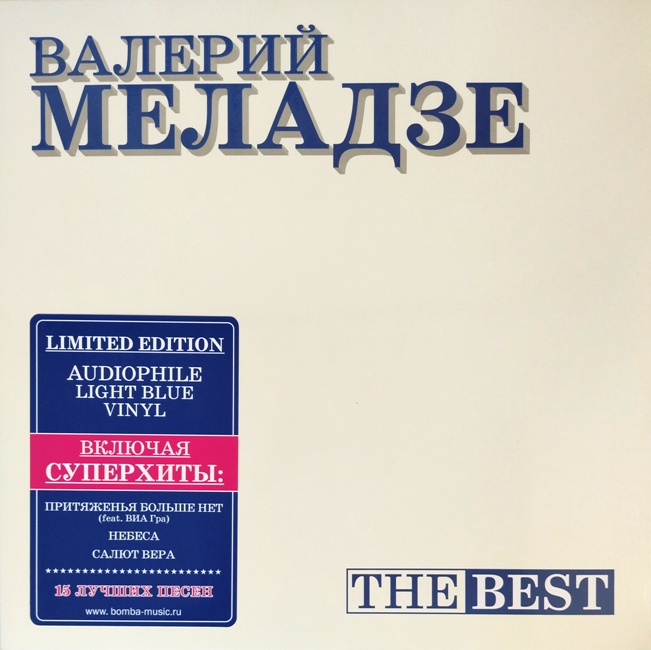 ВАЛЕРИЙ
МЕЛАДЗЕ
LIMITED EDITION
AUDIOPHILE
LIGHT BLUE
VINYL
ВКЛЮЧАЯ
СУПЕРХИТЫ:
ПРИТЯЖЕНЬЯ БОЛЬШЕ НЕТ
(feat. ВИА Гра)
НЕБЕСА
САЛЮТ ВЕРА
15 ЛУЧШИХ ПЕСЕН
www. bomba-music.ru
THE BEST